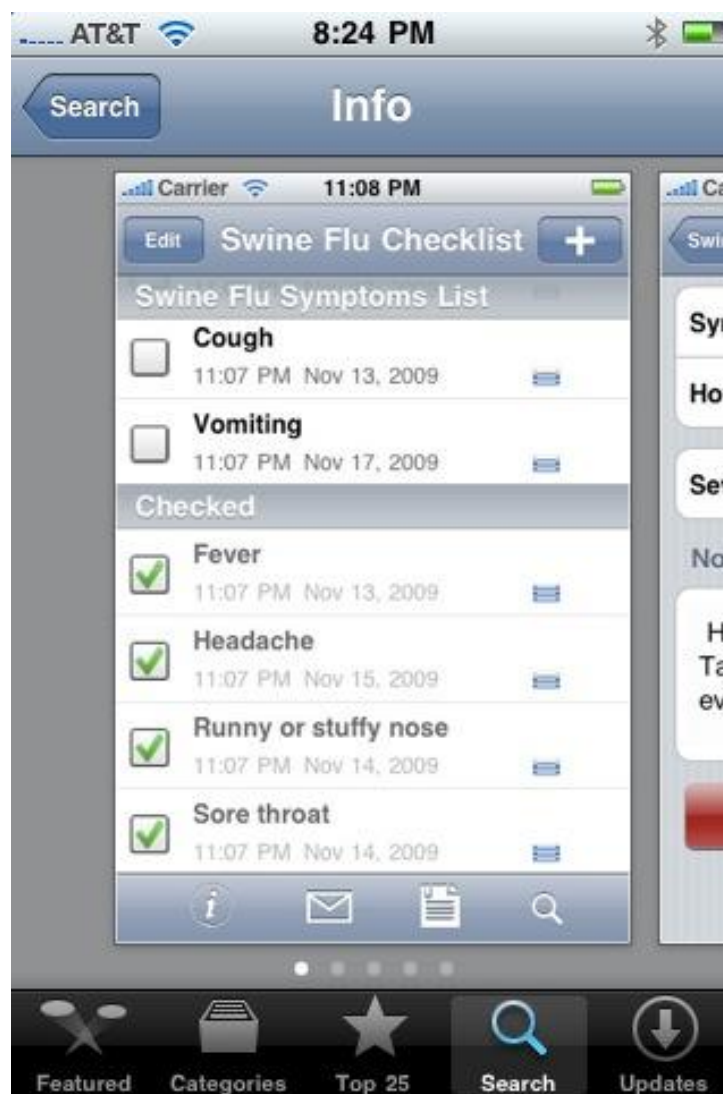 AT&T 8:24 PM
Search Info
Carrier 11:08 PM
Edit Swine Flu Checklist +
Swine Flu Symptoms List
Cough
11:07 PM Nov 13, 2009
Vomiting
11:07 PM Nov 17, 2009
Checked
Fever
11:07 PM Nov 13, 2009
Headache
11:07 PM Nov 15, 2009
Runny or stuffy nose
11:07 PM Nov 14, 2009
Sore throat
11:07 PM Nov 14, 2009
Featured Categories Top 25 Search Updates